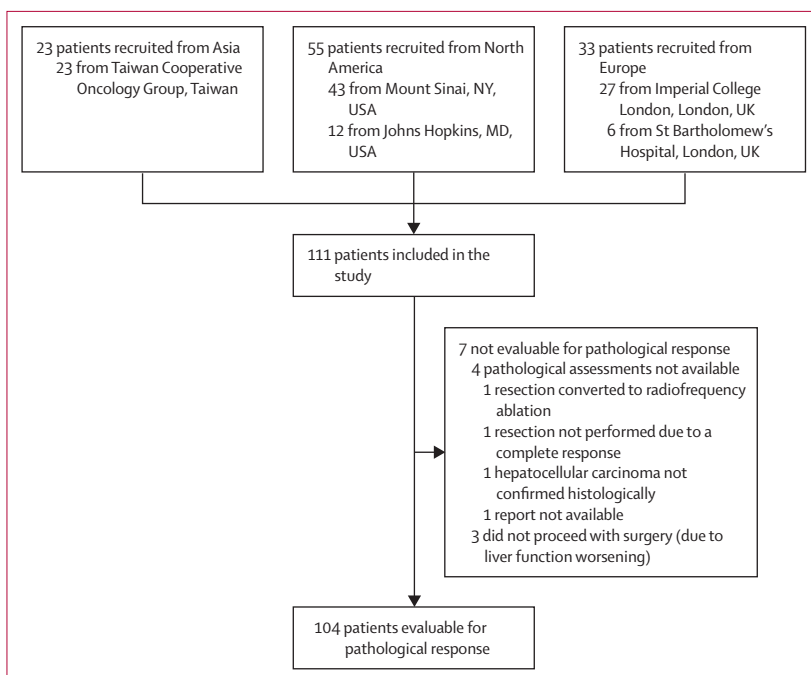 23 patients recruited from Asia
23 from Taiwan Cooperative
Oncology Group, Taiwan
55 patients recruited from North
America
43 from Mount Sinai, NY,
USA
12 from Johns Hopkins, MD,
USA
33 patients recruited from
Europe
27 from Imperial College
London, London, UK
6 from St Bartholomew's
Hospital, London, UK
111 patients included in the
study
7 not evaluable for pathological response
4 pathological assessments not available
1 resection converted to radiofrequency
ablation
1 resection not performed due to a
complete response
1 hepatocellular carcinoma not
confirmed histologically
1 report not available
3 did not proceed with surgery (due to
liver function worsening)
104 patients evaluable for
pathological response